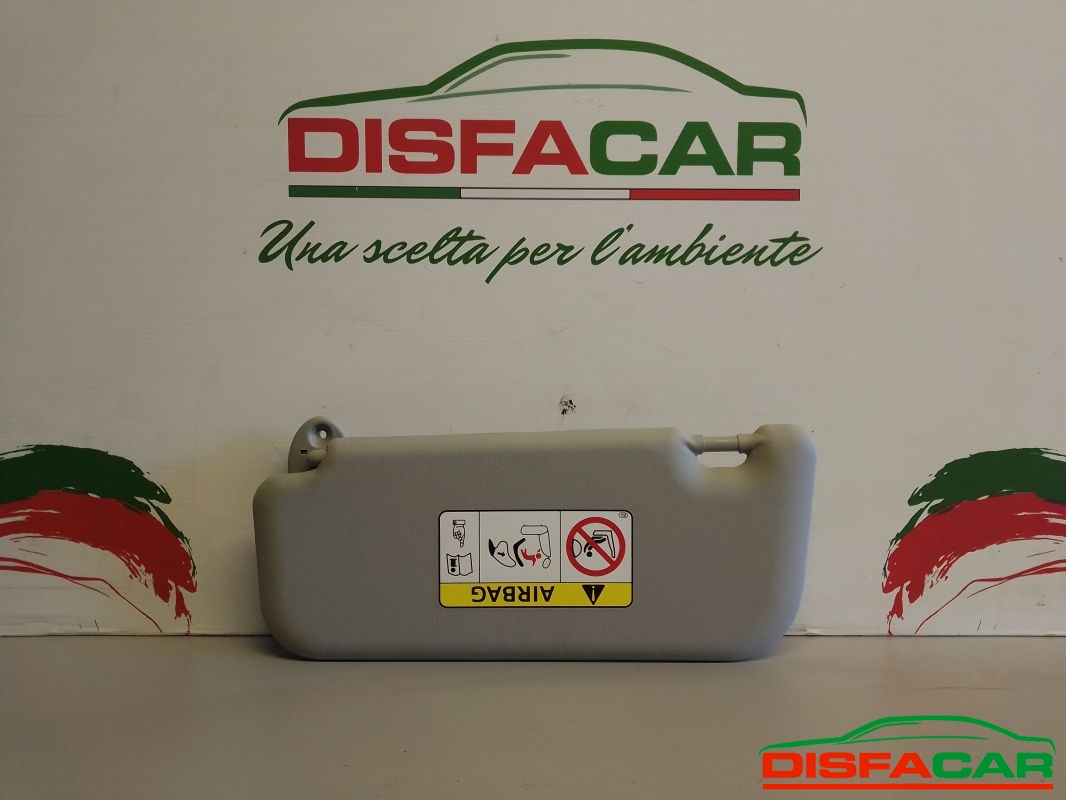 DISFACAR
Una scelta per l'ambiente
AIRBAG
DISFACAR